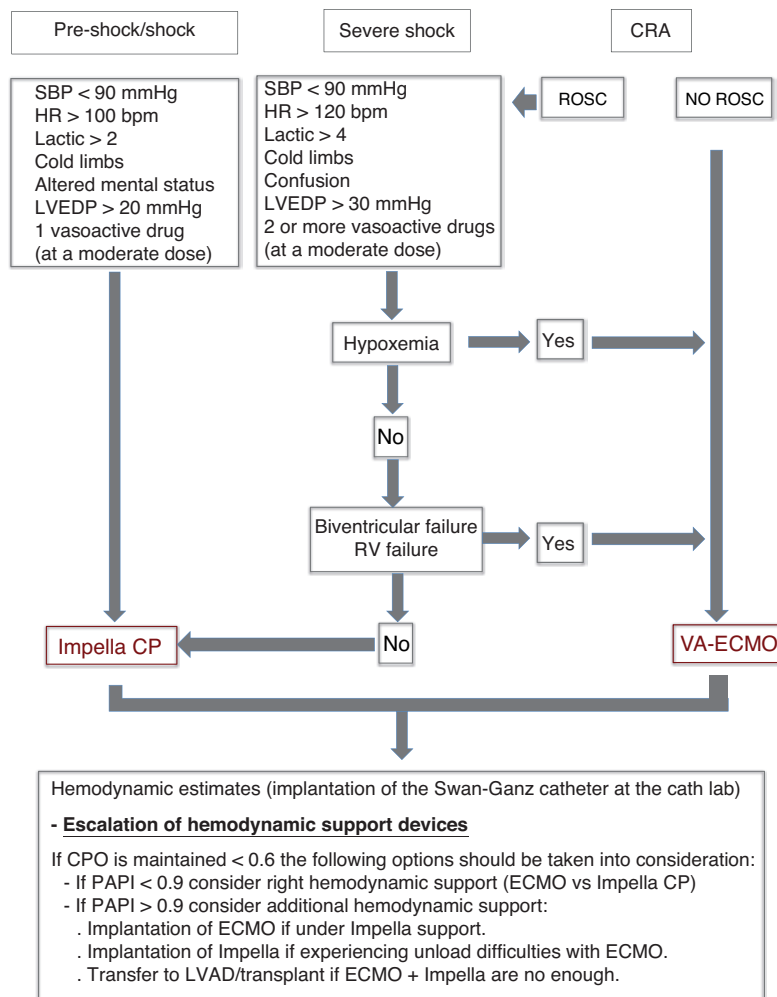 Pre-shock/shock
Severe shock
CRA
SBP < 90 mmHg
HR > 100 bpm
Lactic > 2
Cold limbs
Altered mental status
LVEDP > 20 mmHg
1 vasoactive drug
(at a moderate dose)
SBP < 90 mmHg
HR > 120 bpm
Lactic > 4
Cold limbs
Confusion
LVEDP > 30 mmHg
2 or more vasoactive drugs
(at a moderate dose)
ROSC
NO ROSC
Hypoxemia
Yes
No
Biventricular failure
RV failure
Yes
No
Impella CP
VA-ECMO
Hemodynamic estimates (implantation of the Swan-Ganz catheter at the cath lab)
- Escalation of hemodynamic support devices
If CPO is maintained < 0.6 the following options should be taken into consideration:
- If PAPI < 0.9 consider right hemodynamic support (ECMO vs Impella CP)
- If PAPI > 0.9 consider additional hemodynamic support:
. Implantation of ECMO if under Impella support.
. Implantation of Impella if experiencing unload difficulties with ECMO.
. Transfer to LVAD/transplant if ECMO + Impella are no enough.